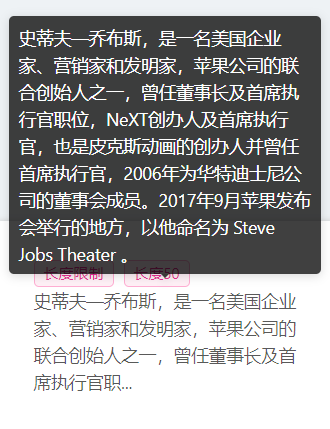 史蒂夫—乔布斯，是一名美国企业
家、营销家和发明家，苹果公司的联
合创始人之一，曾任董事长及首席执
行官职位，NeXT创办人及首席执行
官，也是皮克斯动画的创办人并曾任
首席执行官，2006年为华特迪士尼公
司的董事会成员。2017年9月苹果发布
会举行的地方，以他命名为 Steve
Jobs Theater 。
长度限制 长度50
史蒂夫—乔布斯，是一名美国企业
家、营销家和发明家，苹果公司的
联合创始人之一，曾任董事长及首
席执行官职...